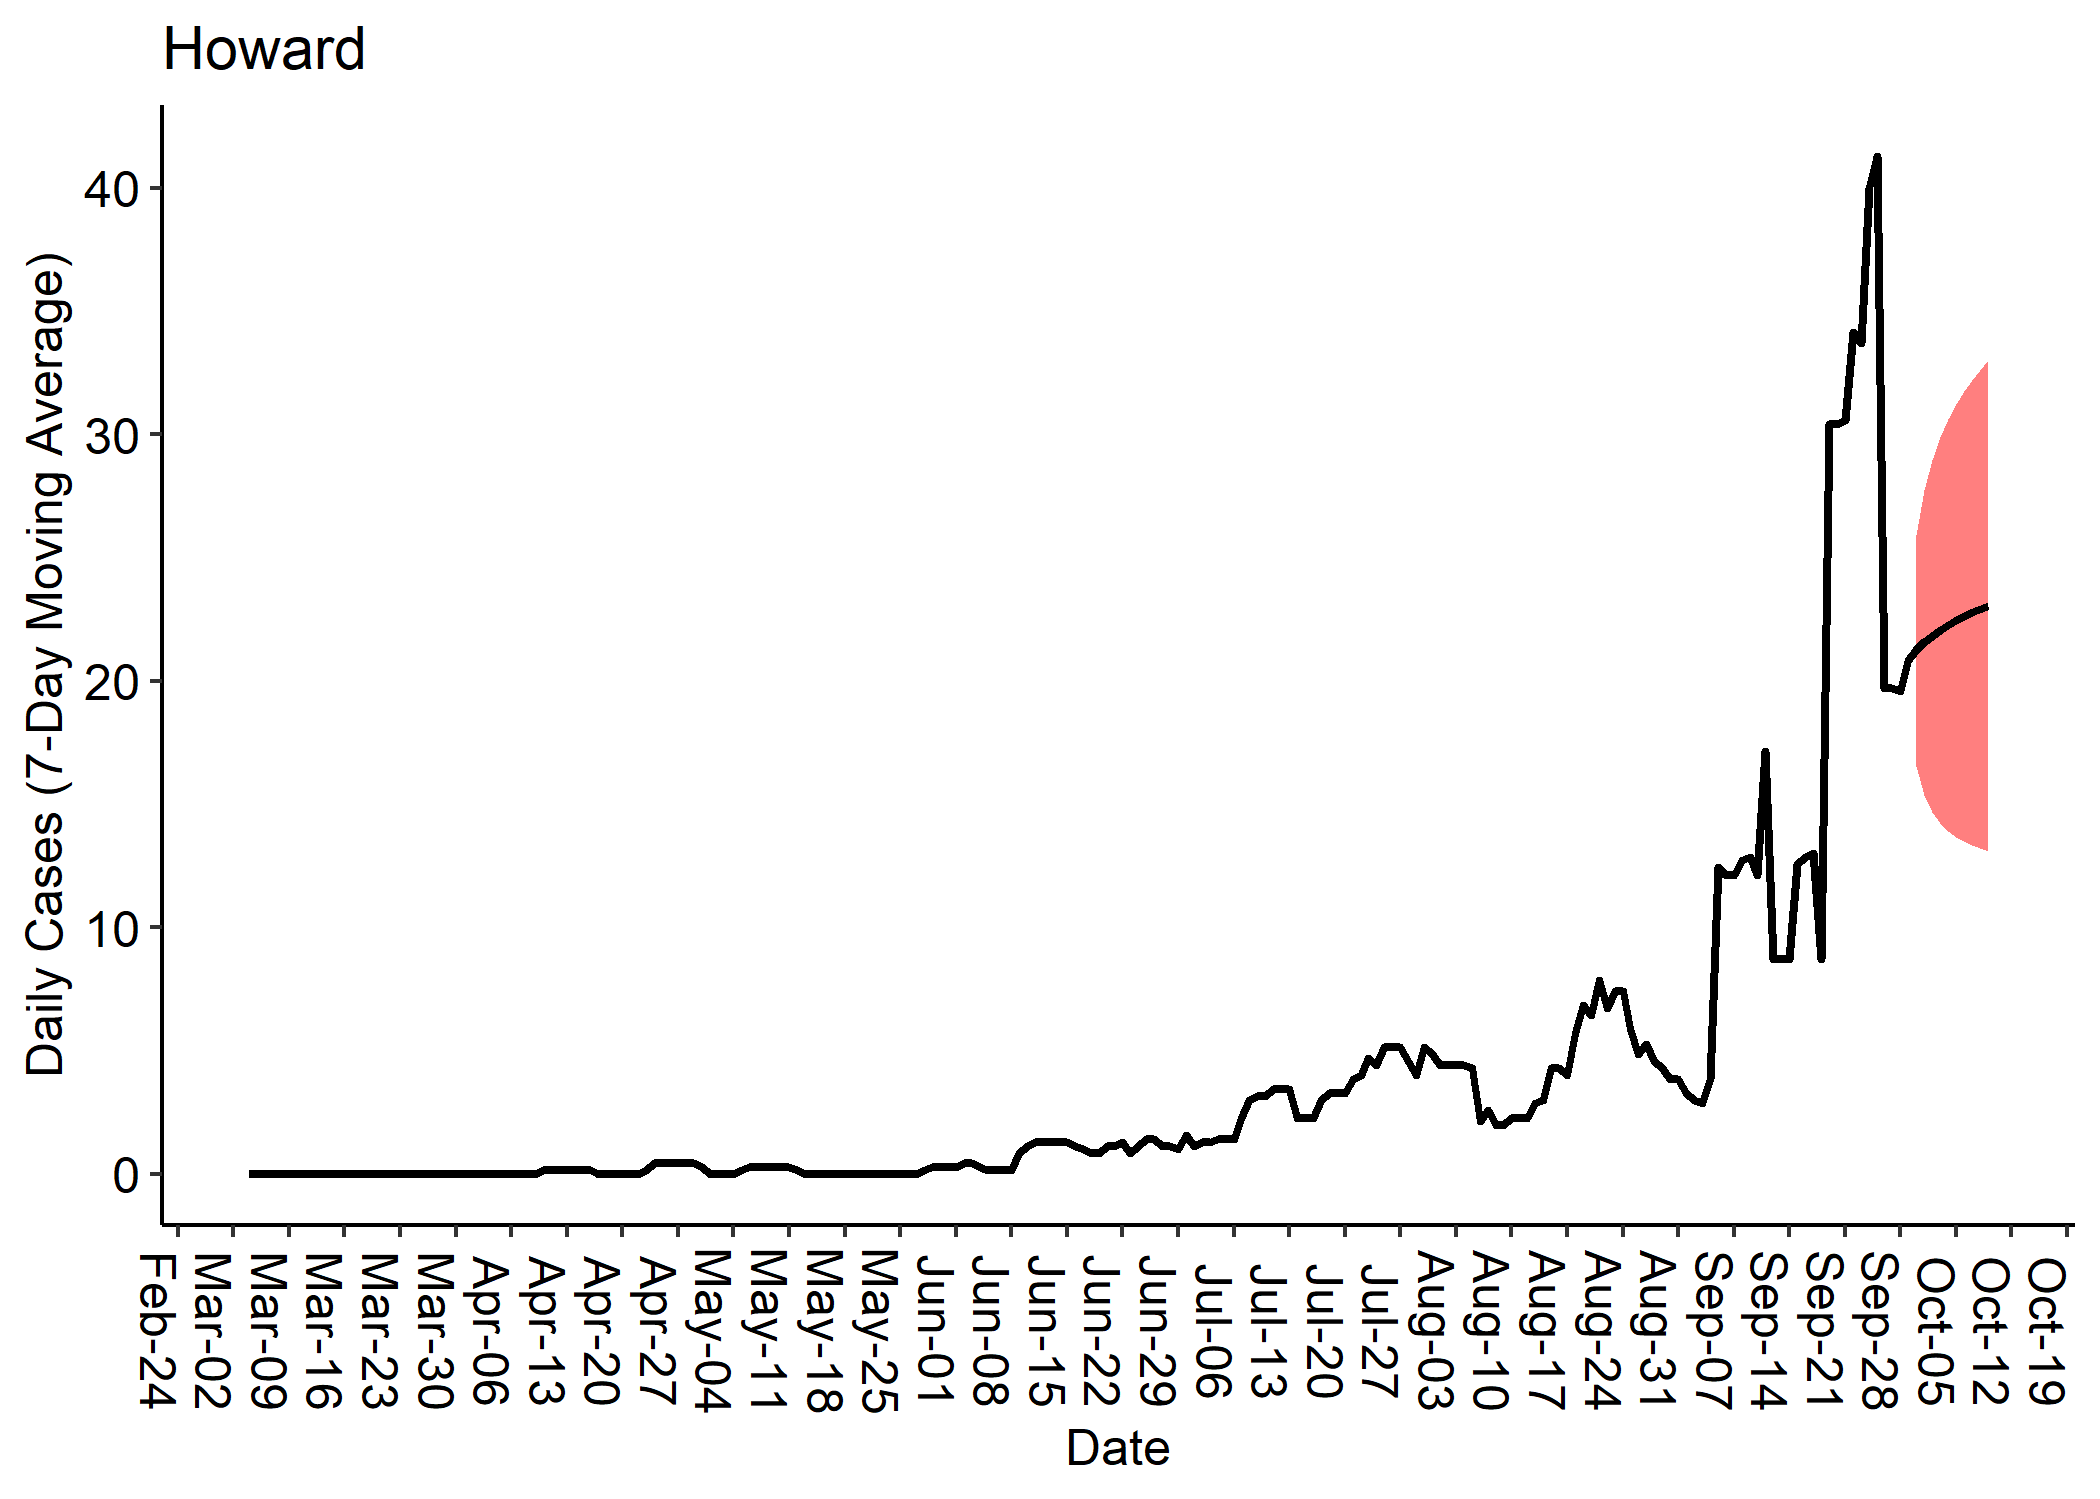 Howard
Daily Cases (7-Day Moving Average)
40
30
20
10
0
Feb-24
Mar-02
Mar-09
Mar-16
Mar-23
Mar-30
Apr-06
Apr-13
Apr-20
Apr-27
May-04
May-11
May-18
May-25
Jun-01
Jun-08
Jun-15
Jun-22
Jun-29
Jul-06
Jul-13
Jul-20
Jul-27
Aug-03
Aug-10
Aug-17
Aug-24
Aug-31
Sep-07
Sep-14
Sep-21
Sep-28
Oct-05
Oct-12
Oct-19
Date